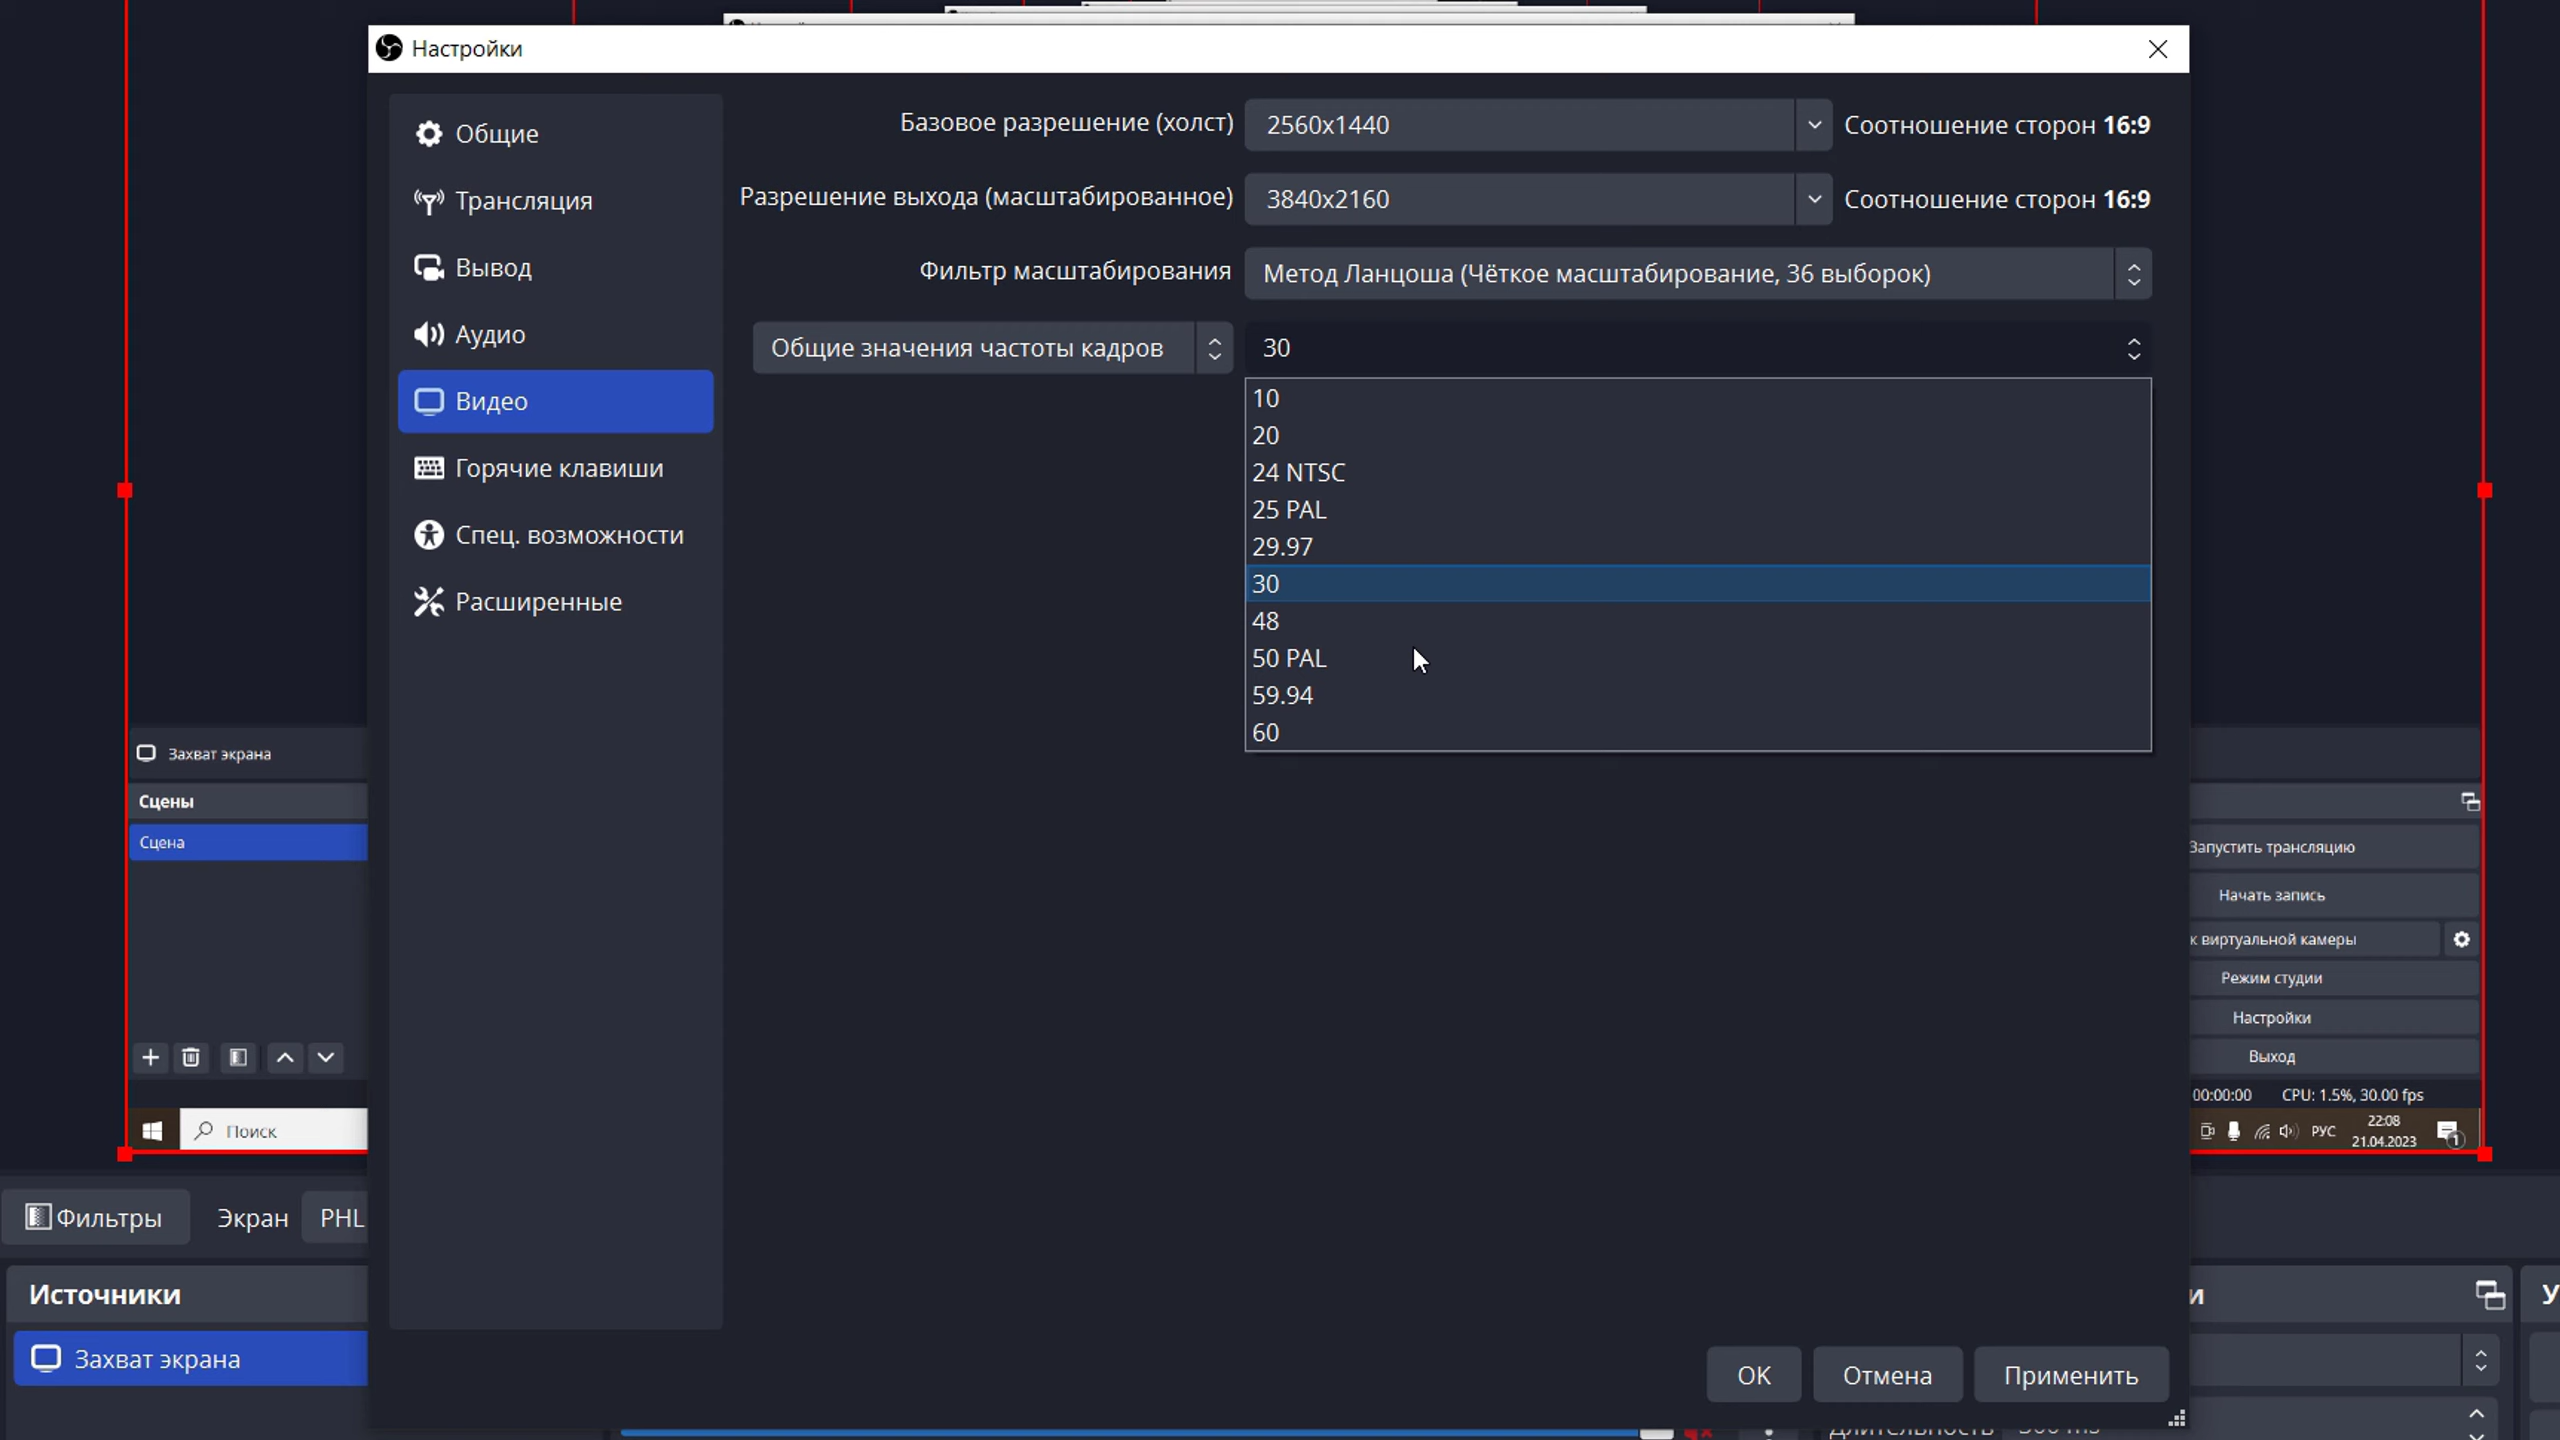 Настройки
Общие
Трансляция
Вывод
Аудио
Видео
Горячие клавиши
Спец. возможности
Расширенные
Базовое разрешение (холст) 2560x1440 Соотношение сторон 16:9
Разрешение выхода (масштабированное) 3840x2160 Соотношение сторон 16:9
Фильтр масштабирования Метод Ланцоша (Чёткое масштабирование, 36 выборок)
Общие значения частоты кадров 30
10
20
24 NTSC
25 PAL
29.97
30
48
50 PAL
59.94
60
Захват экрана
Сцены
Сцена
Поиск
Запустить трансляцию
Начать запись
к виртуальной камеры
Режим студии
Настройки
Выход
00:00:00 CPU: 1.5%, 30.00 fps
РУС 22:08
21.04.2023
1
Фильтры Экран PHL
Источники
и
У
Захват экрана
OK Отмена Применить